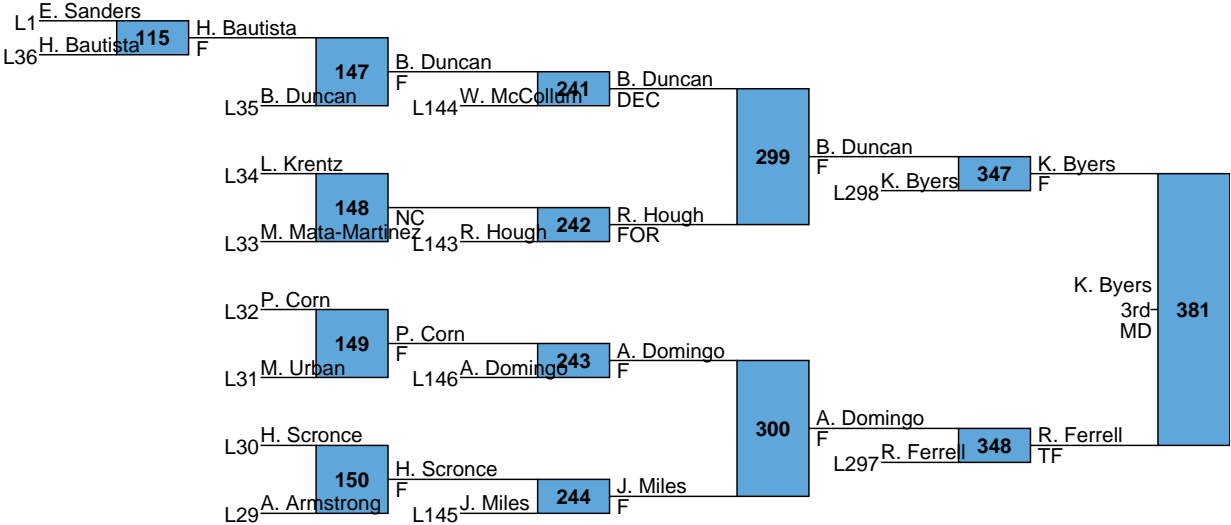 E. Sanders
L1
115
H. Bautista
F
H. Bautista
L36
147
B. Duncan
F
B. Duncan
L35
241
B. Duncan
DEC
W. McCollum
L144
L. Krentz
L34
148
NC
M. Mata-Martinez
L33
R. Hough
L143
242
R. Hough
FOR
299
B. Duncan
F
K. Byers
L298
347
K. Byers
F
P. Corn
L32
149
P. Corn
F
M. Urban
L31
A. Domingo
L146
243
A. Domingo
F
H. Scronce
L30
150
H. Scronce
F
A. Armstrong
L29
J. Miles
L145
244
J. Miles
F
300
A. Domingo
F
R. Ferrell
L297
348
R. Ferrell
TF
K. Byers
3rd
MD
381